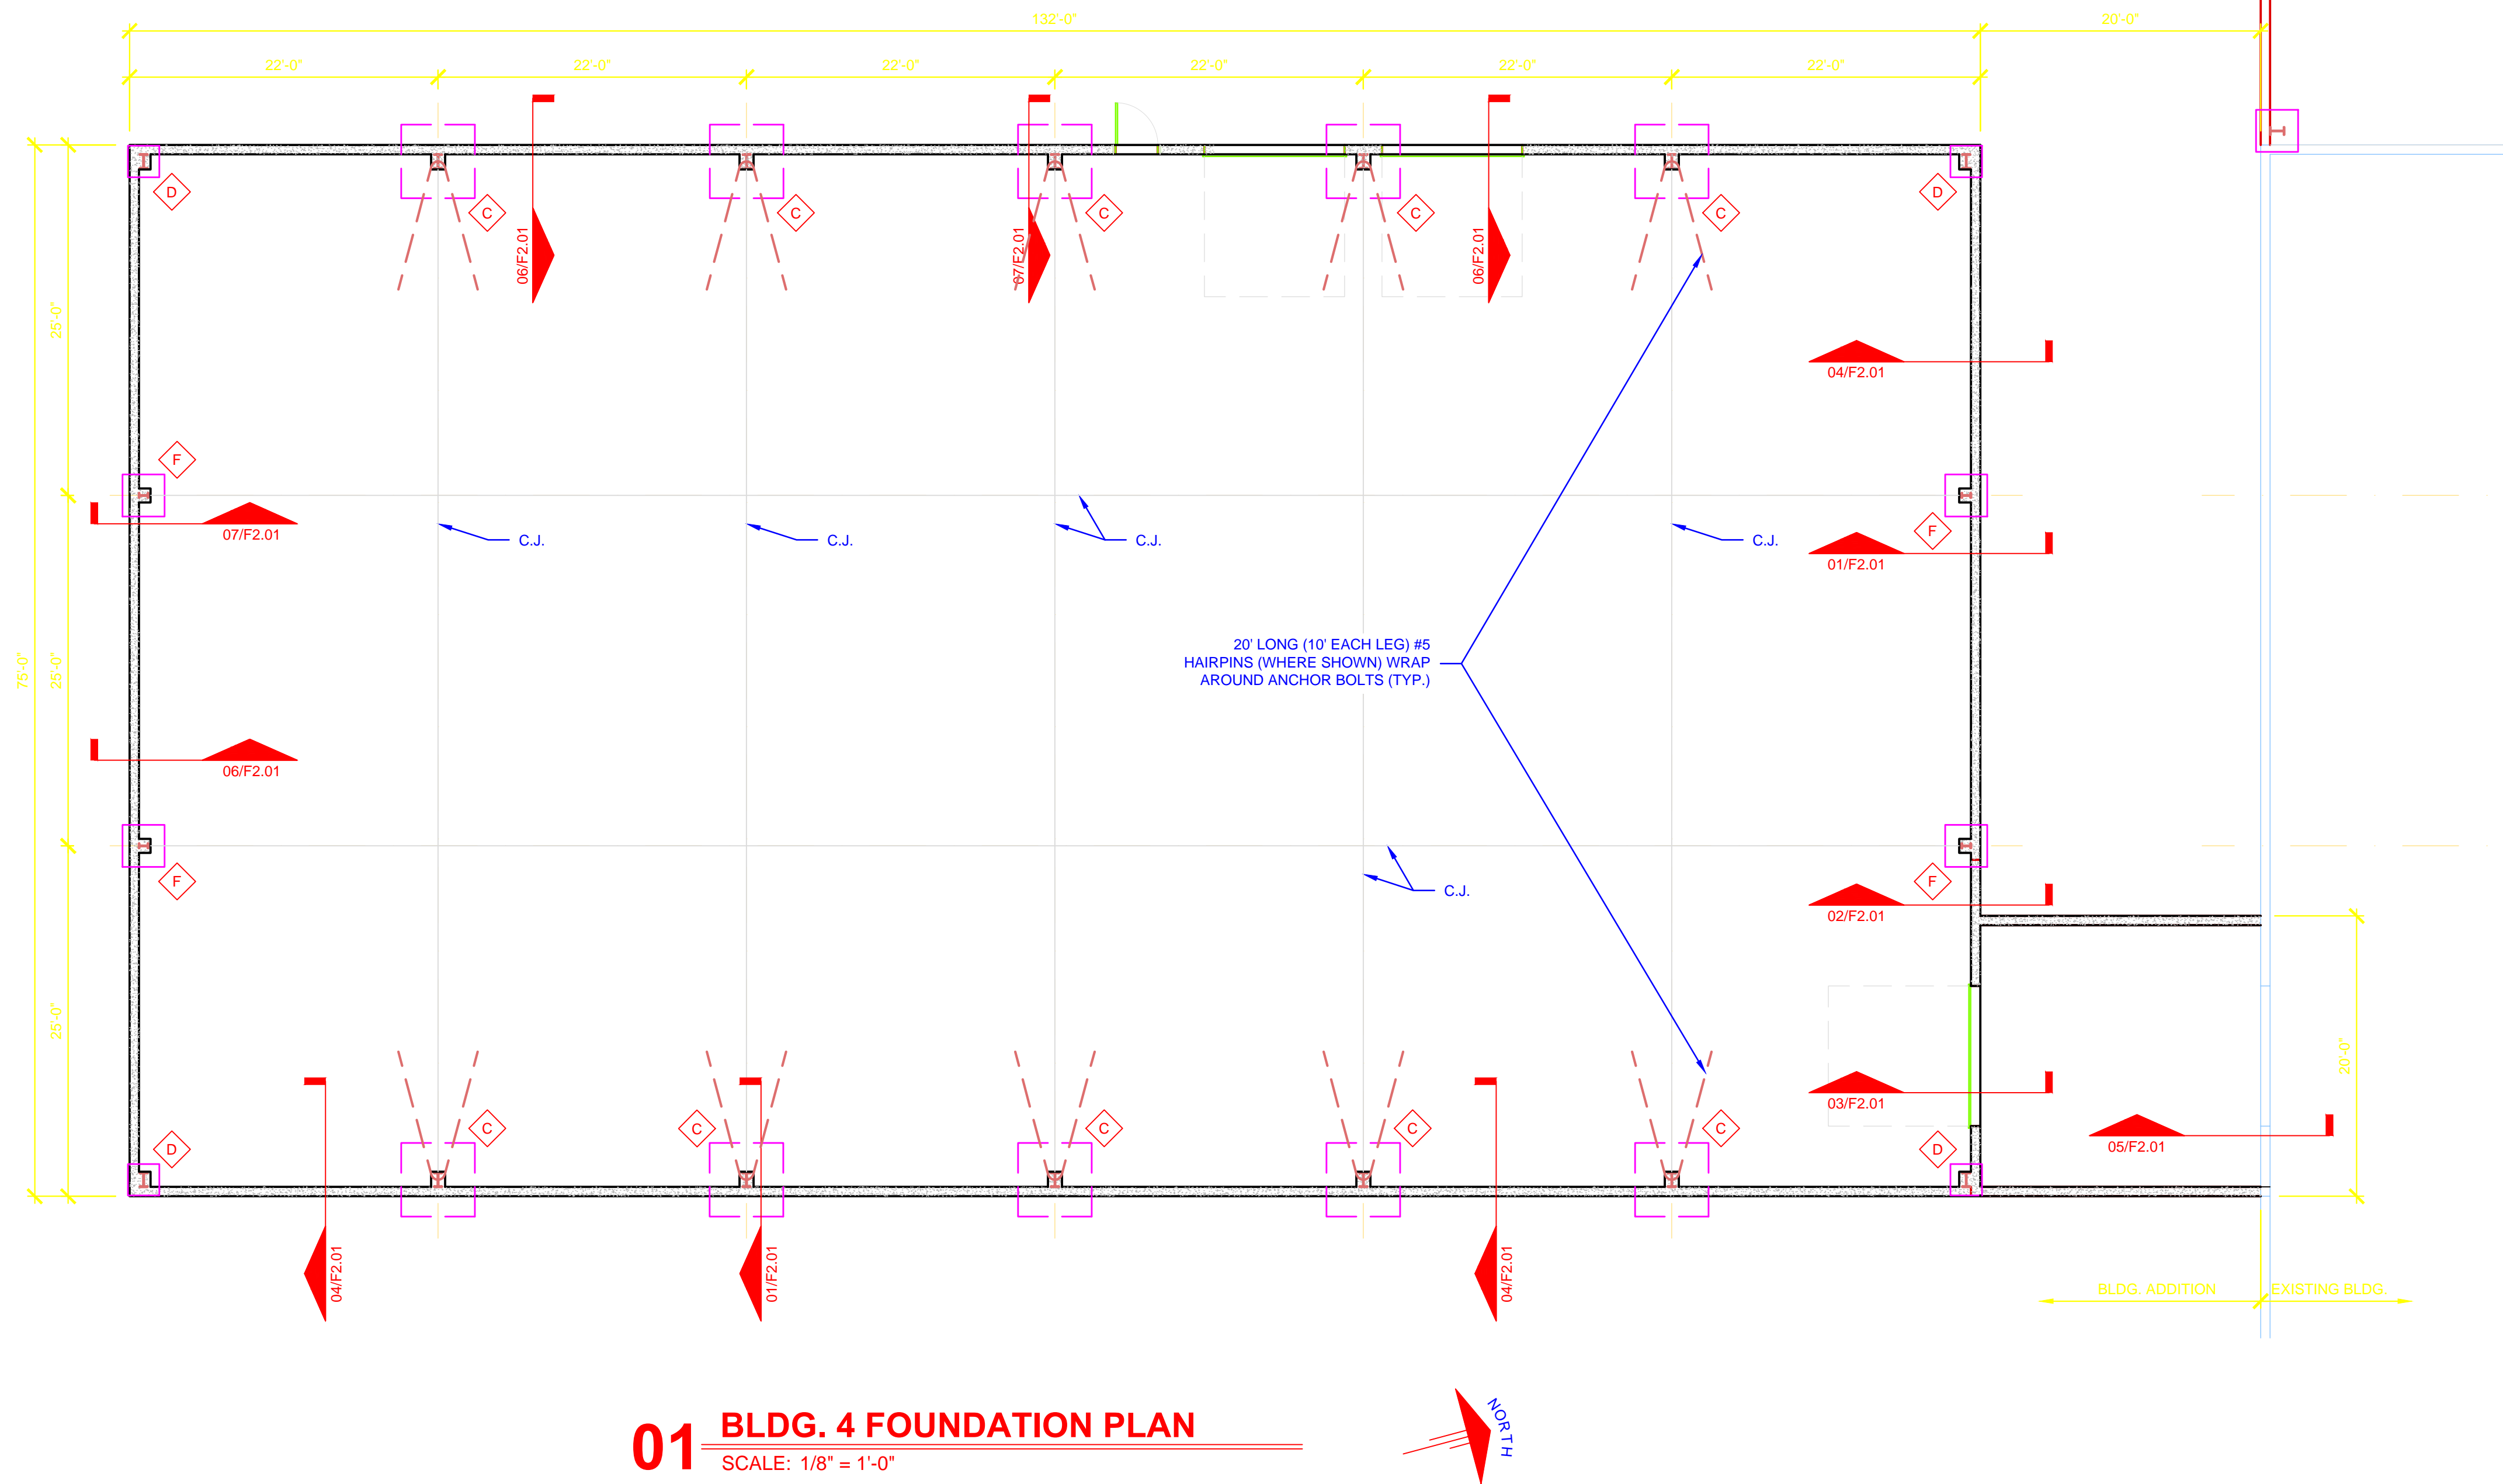 132'-0"
20'-0"
22'-0"
22'-0"
22'-0"
22'-0"
22'-0"
22'-0"
D
C
C
C
C
C
D
06/F2.01
07/F2.01
06/F2.01
25'-0"
04/F2.01
F
07/F2.01
C.J.
C.J.
C.J.
C.J.
F
01/F2.01
75'-0"
25'-0"
20' LONG (10' EACH LEG) #5
HAIRPINS (WHERE SHOWN) WRAP
AROUND ANCHOR BOLTS (TYP.)
06/F2.01
F
C.J.
F
02/F2.01
25'-0"
20'-0"
03/F2.01
D
C
C
C
C
C
D
05/F2.01
04/F2.01
01/F2.01
04/F2.01
BLDG. ADDITION
EXISTING BLDG.
01
BLDG. 4 FOUNDATION PLAN
SCALE: 1/8" = 1'-0"
NORTH